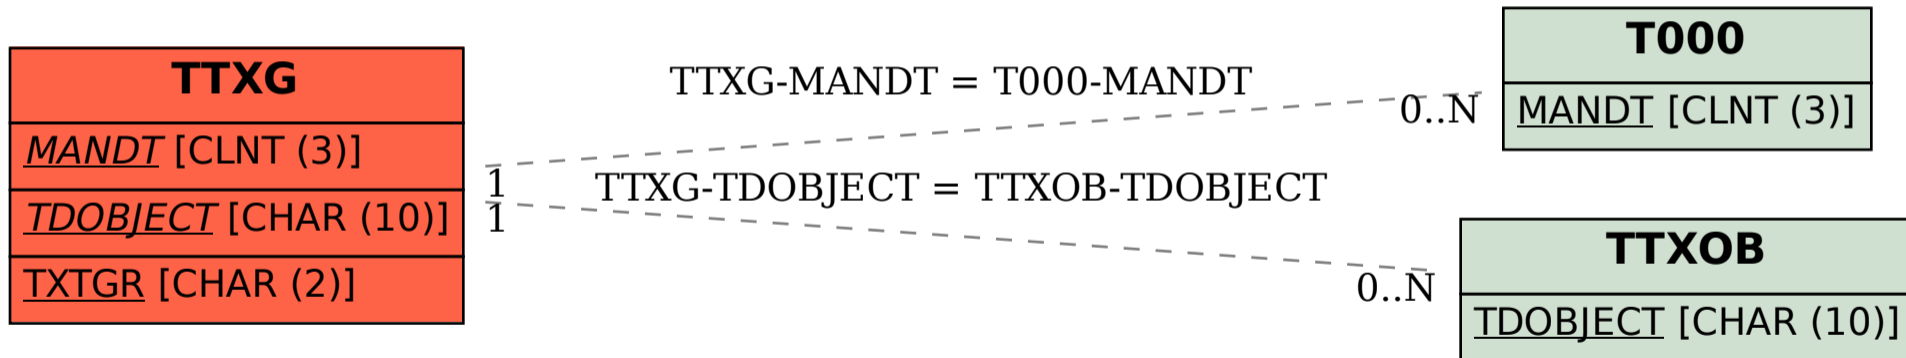 TTXG
MANDT [CLNT (3)]
TDOBJECT [CHAR (10)]
TXTGR [CHAR (2)]
TTXG-MANDT = T000-MANDT
1
0..N
TTXG-TDOBJECT = TTXOB-TDOBJECT
1
0..N
T000
MANDT [CLNT (3)]
TTXOB
TDOBJECT [CHAR (10)]